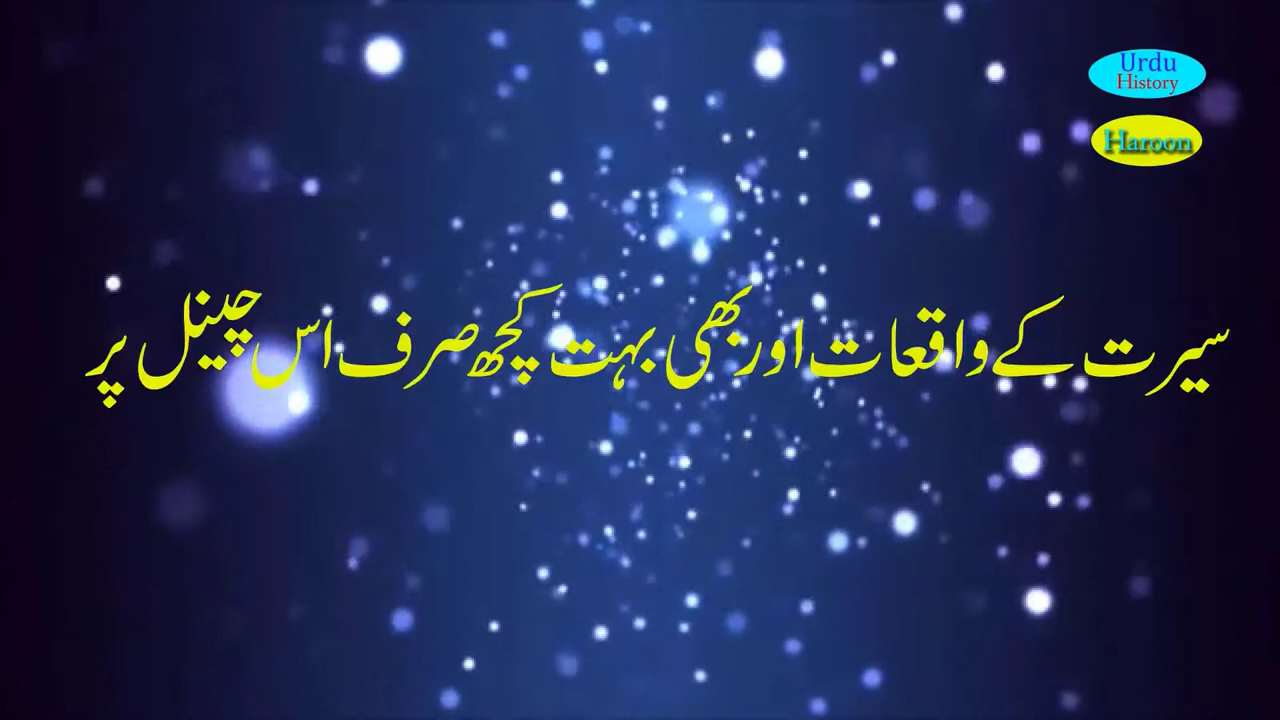 Urdu
History
Haroon
سیرت کے واقعات اور بھی بہت کچھ صرف اس چینل پر